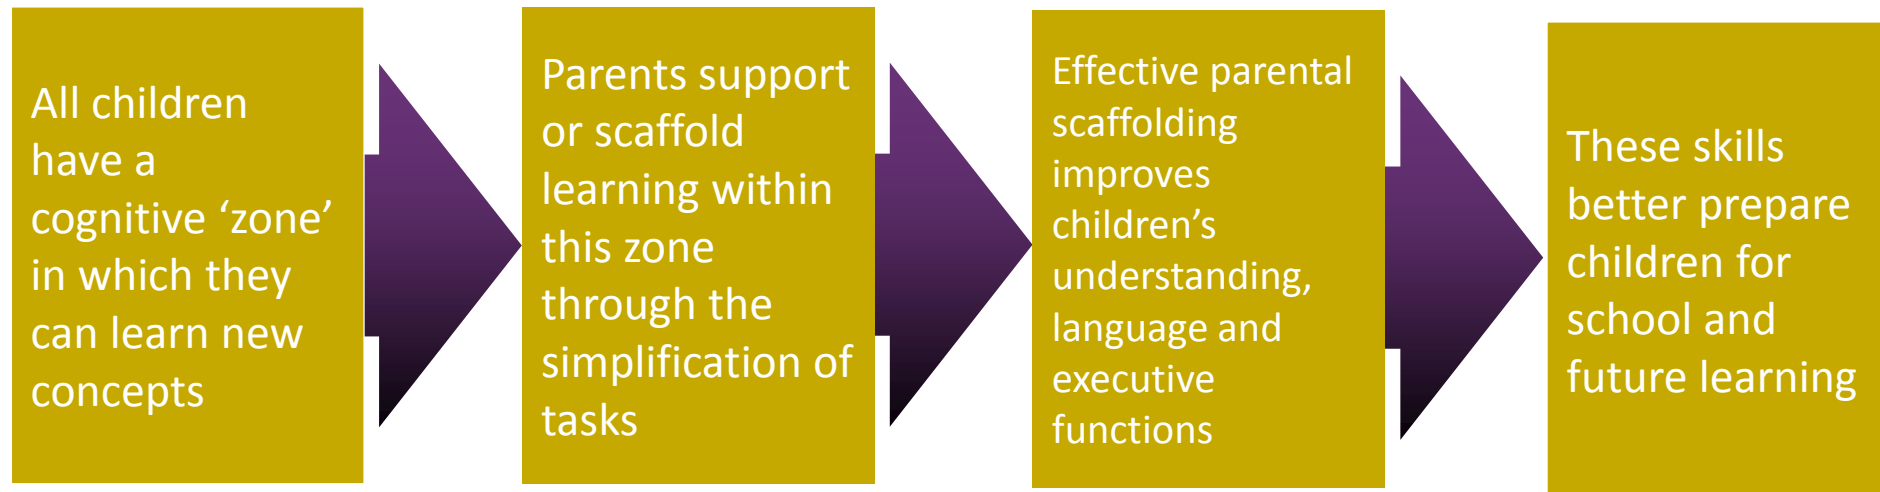 All children
have a
cognitive ‘zone’
in which they
can learn new
concepts
Parents support
or scaffold
learning within
this zone
through the
simplification of
tasks
Effective parental
scaffolding
improves
children’s
understanding,
language and
executive
functions
These skills
better prepare
children for
school and
future learning